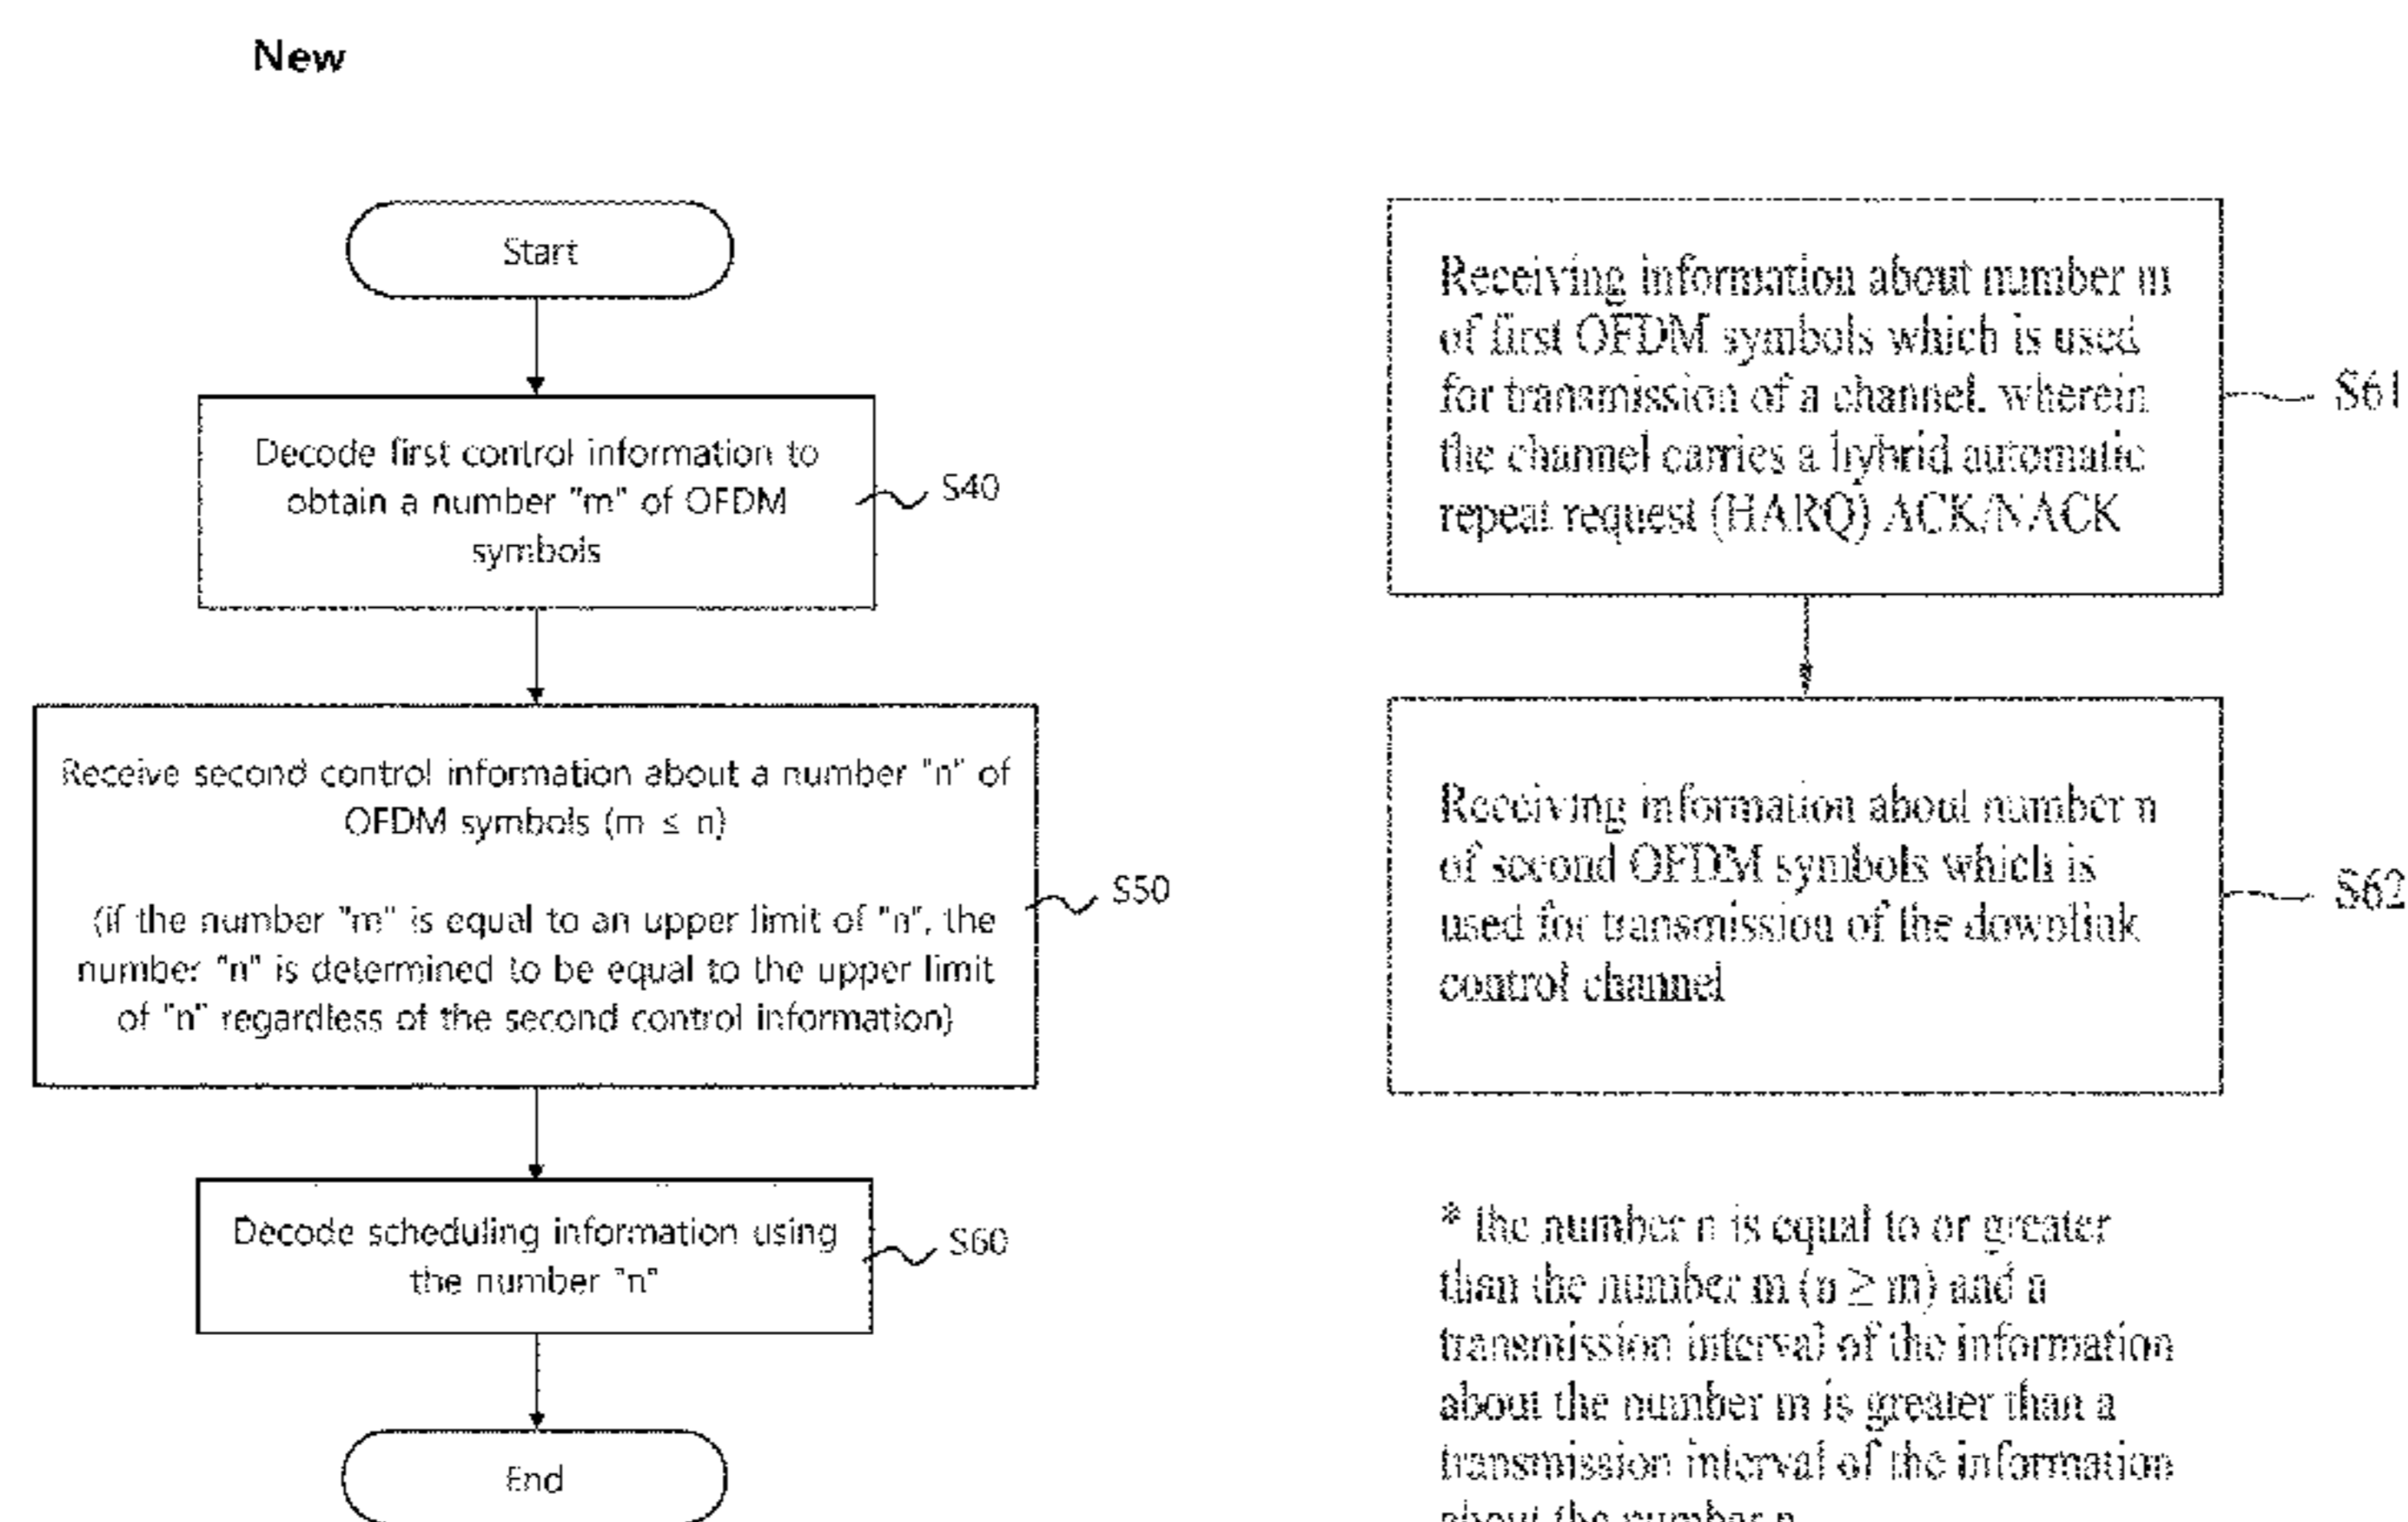 New
Start
Decode first control information to
obtain a number "m" of OFDM
symbols
S40
Receive second control information about a number "n" of
OFDM symbols (m ≤ n)
(if the number "m" is equal to an upper limit of "n", the
number "n" is determined to be equal to the upper limit
of "n" regardless of the second control information)
S50
Decode scheduling information using
the number "n"
S60
End
Receiving information about number m
of first OFDM symbols which is used
for transmission of a channel, wherein
the channel carries a hybrid automatic
repeat request (HARQ) ACK/NACK
S61
Receiving information about number n
of second OFDM symbols which is
used for transmission of the downlink
control channel
S62
* the number n is equal to or greater
than the number m (n ≥ m) and a
transmission interval of the information
about the number m is greater than a
transmission interval of the information
about the number n